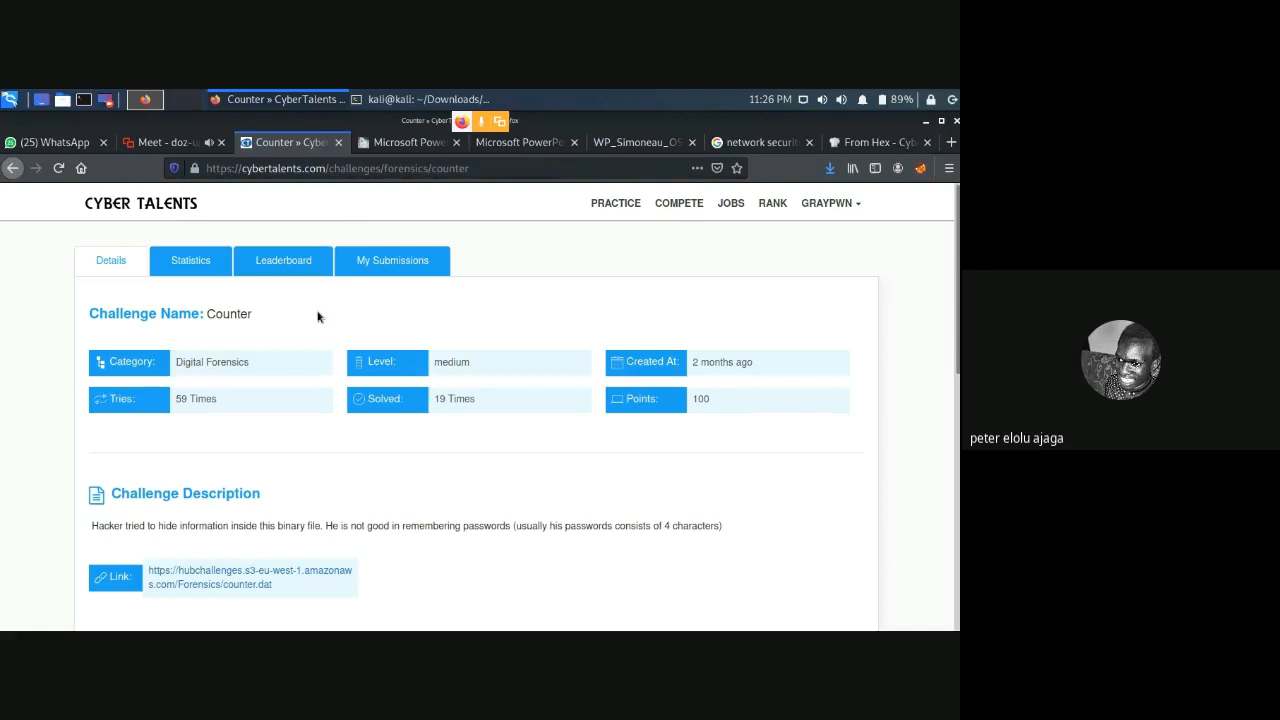 Counter » CyberTalents ...
kali@kali: ~/Downloads/...
11:26 PM
89%
Counter » CyberT
fox
(25) WhatsApp
Meet - doz-u
Counter » Cybe
Microsoft Power
Microsoft PowerPo
WP_Simoneau_OS
network securit
From Hex - Cyb
https://cybertalents.com/challenges/forensics/counter
CYBER TALENTS
PRACTICE
COMPETE
JOBS
RANK
GRAYPWN
Details
Statistics
Leaderboard
My Submissions
Challenge Name: Counter
Category: Digital Forensics
Level: medium
Created At: 2 months ago
Tries: 59 Times
Solved: 19 Times
Points: 100
peter elolu ajaga
Challenge Description
Hacker tried to hide information inside this binary file. He is not good in remembering passwords (usually his passwords consists of 4 characters)
Link:
https://hubchallenges.s3-eu-west-1.amazonaw
s.com/Forensics/counter.dat